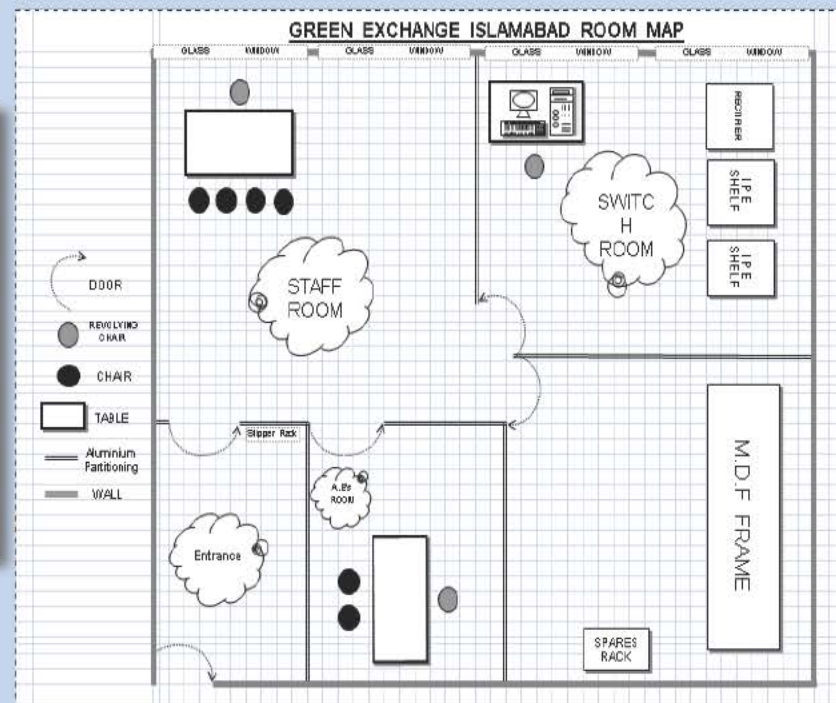 GREEN EXCHANGE ISLAMABAD ROOM MAP
GLASS WINDOW GLASS WINDOW GLASS WINDOW GLASS WINDOW
RECTIFIER
SWITC
H
ROOM
IPE
SHELF
IPE
SHELF
STAFF
ROOM
DOOR
REVOLVING
CHAIR
CHAIR
TABLE
Aluminium
Partitioning
WALL
Slipper Rack
ROOM
Entrance
M.D.F FRAME
SPARES
RACK